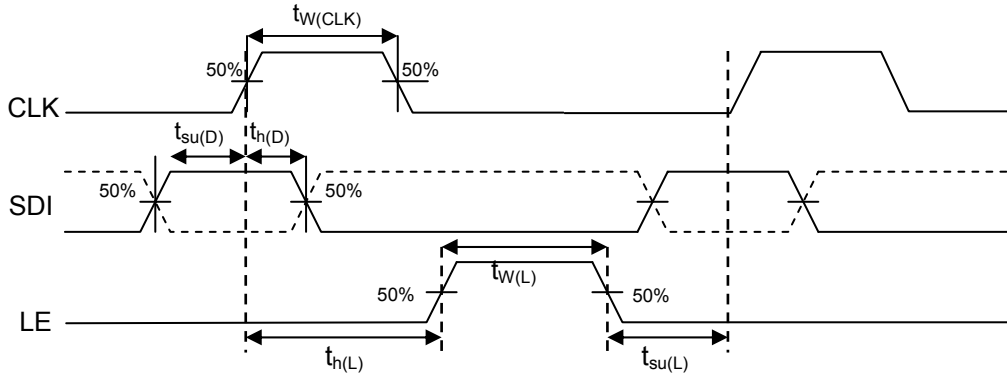 tW(CLK)
50%
50%
CLK
tsu(D)
th(D)
50%
50%
SDI
tW(L)
50%
50%
LE
th(L)
tsu(L)